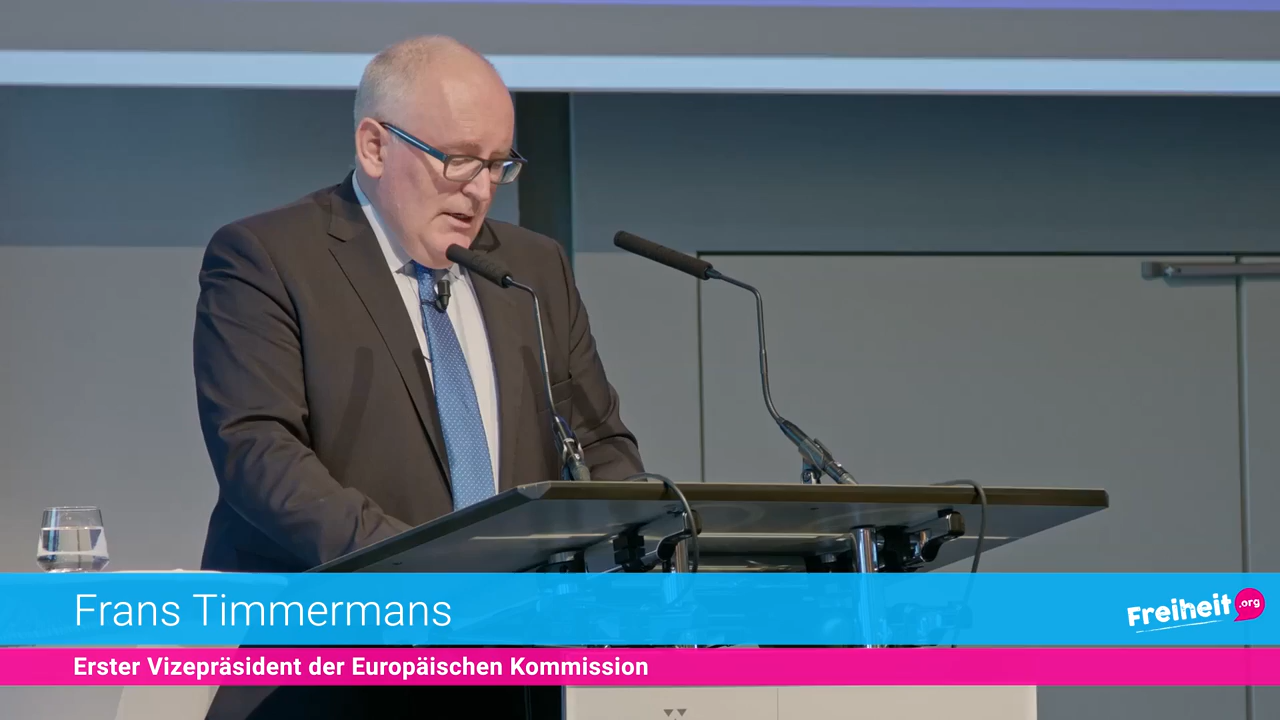 Frans Timmermans
Freiheit.org
Erster Vizepräsident der Europäischen Kommission